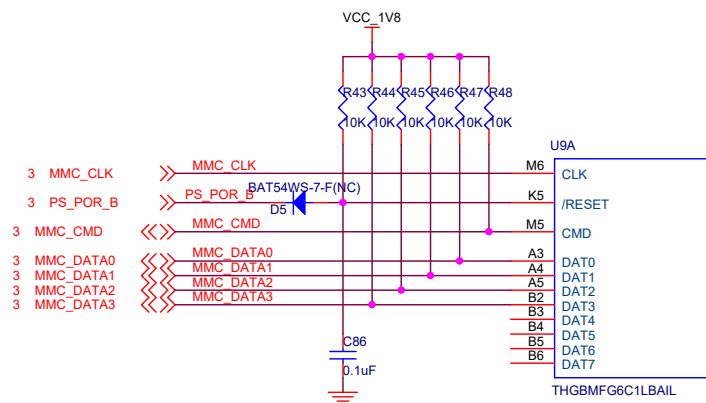 VCC_1V8
R43 R44 R45 R46 R47 R48
10K 10K 10K 10K 10K 10K
U9A
3 MMC_CLK MMC_CLK M6 CLK
BAT54WS-7-F(NC)
3 PS_POR_B PS_POR_B K5 /RESET
D5
3 MMC_CMD MMC_CMD M5 CMD
3 MMC_DATA0 MMC_DATA0 A3 DAT0
3 MMC_DATA1 MMC_DATA1 A4 DAT1
3 MMC_DATA2 MMC_DATA2 A5 DAT2
3 MMC_DATA3 MMC_DATA3 B2 DAT3
B3 DAT4
B4 DAT5
B5 DAT6
B6 DAT7
C86
0.1uF
THGBMFG6C1LBAIL